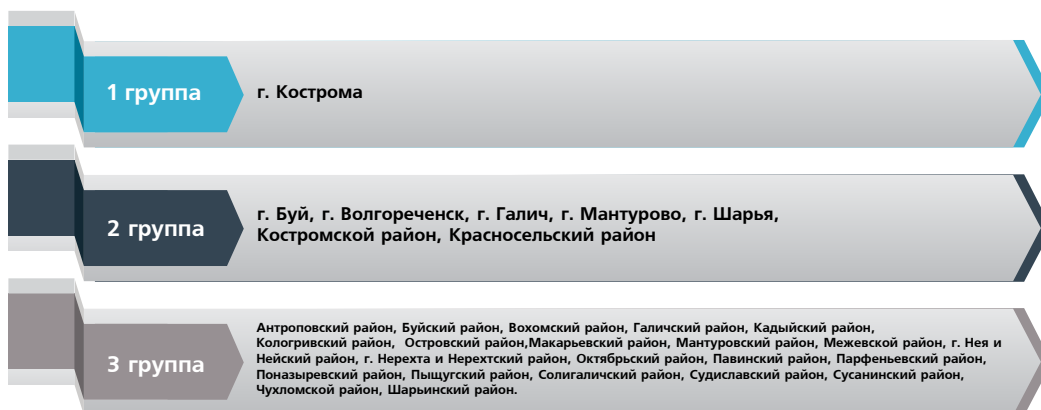 1 группа
г. Кострома
2 группа
г. Буй, г. Волгореченск, г. Галич, г. Мантурово, г. Шарья,
Костромской район, Красносельский район
3 группа
Антроповский район, Буйский район, Вохомский район, Галичский район, Кадыйский район,
Кологривский район, Островский район,Макарьевский район, Мантуровский район, Межевской район, г. Нея и
Нейский район, г. Нерехта и Нерехтский район, Октябрьский район, Павинский район, Парфеньевский район,
Поназыревский район, Пыщугский район, Солигаличский район, Судиславский район, Сусанинский район,
Чухломской район, Шарьинский район.